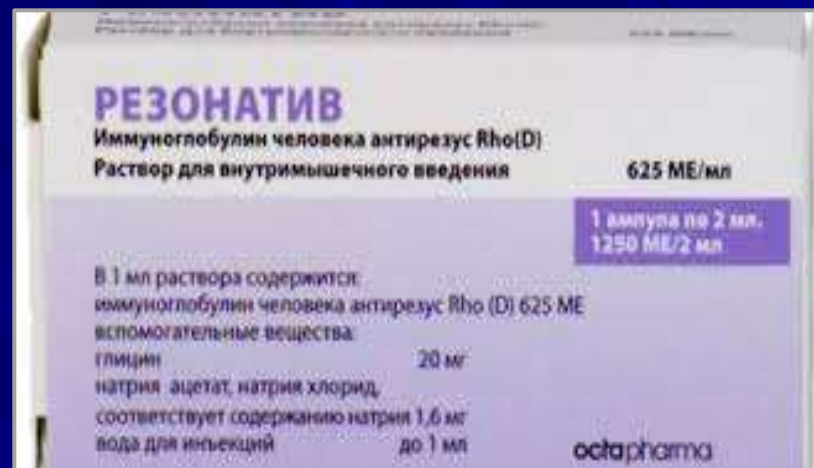 РЕЗОНАТИВ
Иммуноглобулин человека антирезус Rho(D)
Раствор для внутримышечного введения 625 МЕ/мл
1 ампула по 2 мл.
1250 МЕ/2 мл
В 1 мл раствора содержится:
иммуноглобулин человека антирезус Rho (D) 625 МЕ
вспомогательные вещества:
глицин 20 мг
натрия ацетат, натрия хлорид,
соответствует содержанию натрия 1,6 мг
вода для инъекций до 1 мл
octapharma